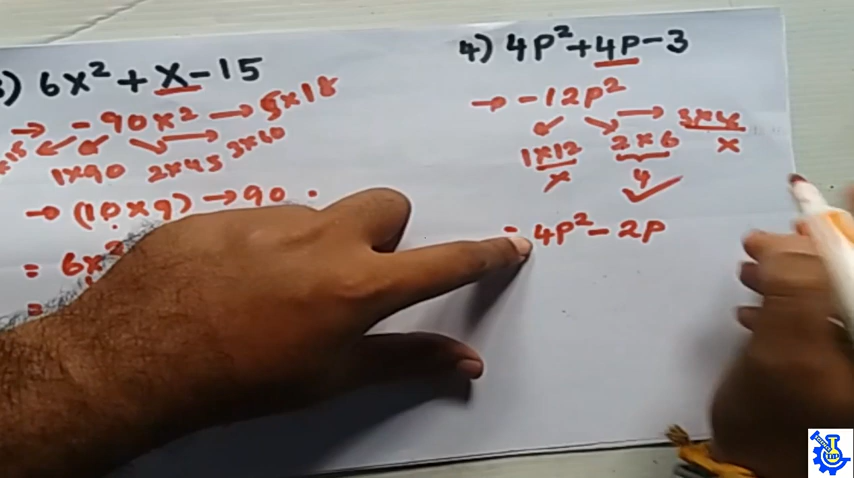 ) 6x² + x - 15
→ - 90x² → 5×18
1×90 2×45 3×30
→ (10 × 9) → 90
= 6x²
=
4) 4p² + 4p - 3
→ - 12p²
1×12 2×6 3×4
x 4 x
= 4p² - 2p